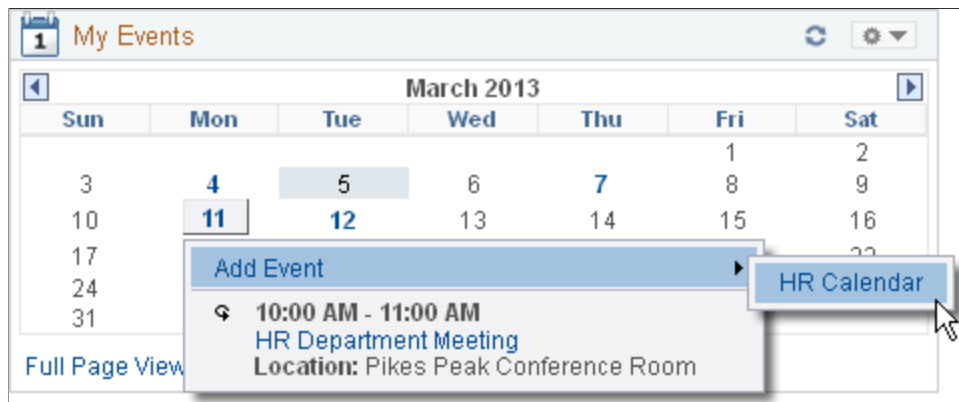 1 My Events
March 2013
Sun Mon Tue Wed Thu Fri Sat
1 2
3 4 5 6 7 8 9
10 11 12 13 14 15 16
17
Add Event
HR Calendar
24
10:00 AM - 11:00 AM
31
HR Department Meeting
Full Page View
Location: Pikes Peak Conference Room